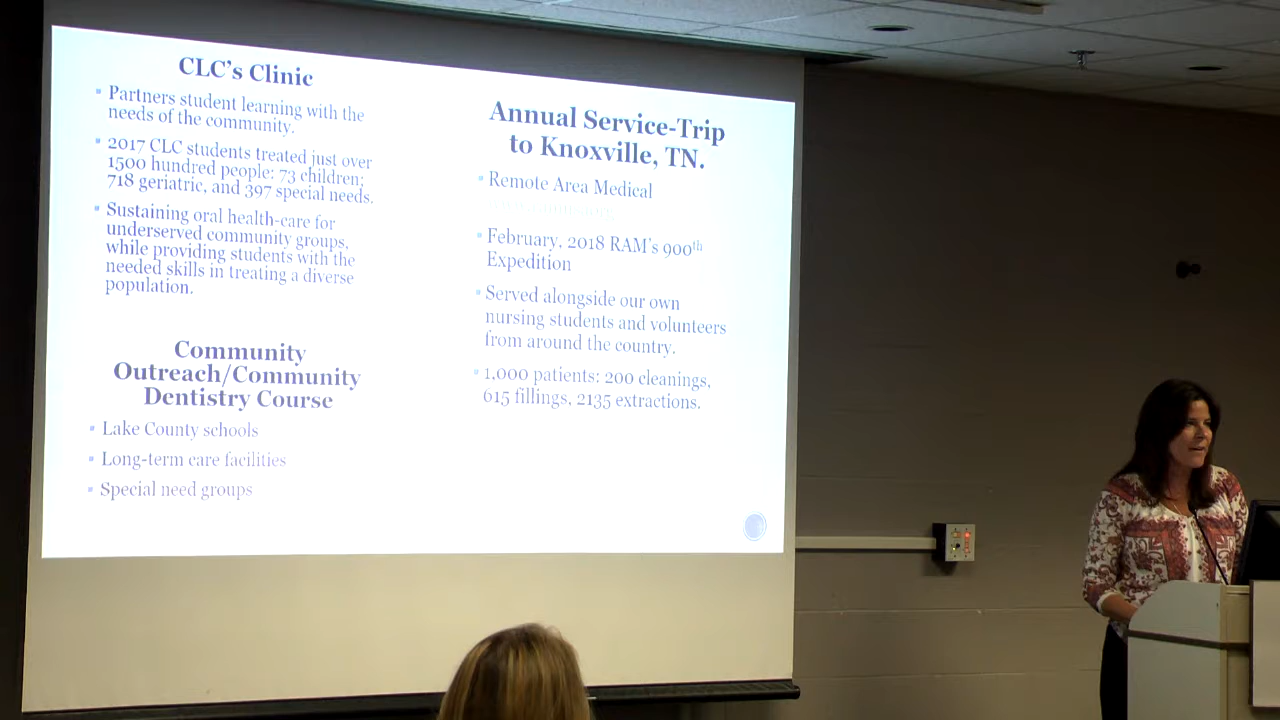 CLC's Clinic
Partners student learning with the
needs of the community.
2017 CLC students treated just over
1500 hundred people: 73 children;
718 geriatric, and 397 special needs.
Sustaining oral health-care for
underserved community groups,
while providing students with the
needed skills in treating a diverse
population.
Community
Outreach/Community
Dentistry Course
Lake County schools
Long-term care facilities
Special need groups
Annual Service-Trip
to Knoxville, TN.
Remote Area Medical
February, 2018 RAM's 900th
Expedition
Served alongside our own
nursing students and volunteers
from around the country.
1,000 patients: 200 cleanings,
615 fillings, 2135 extractions.